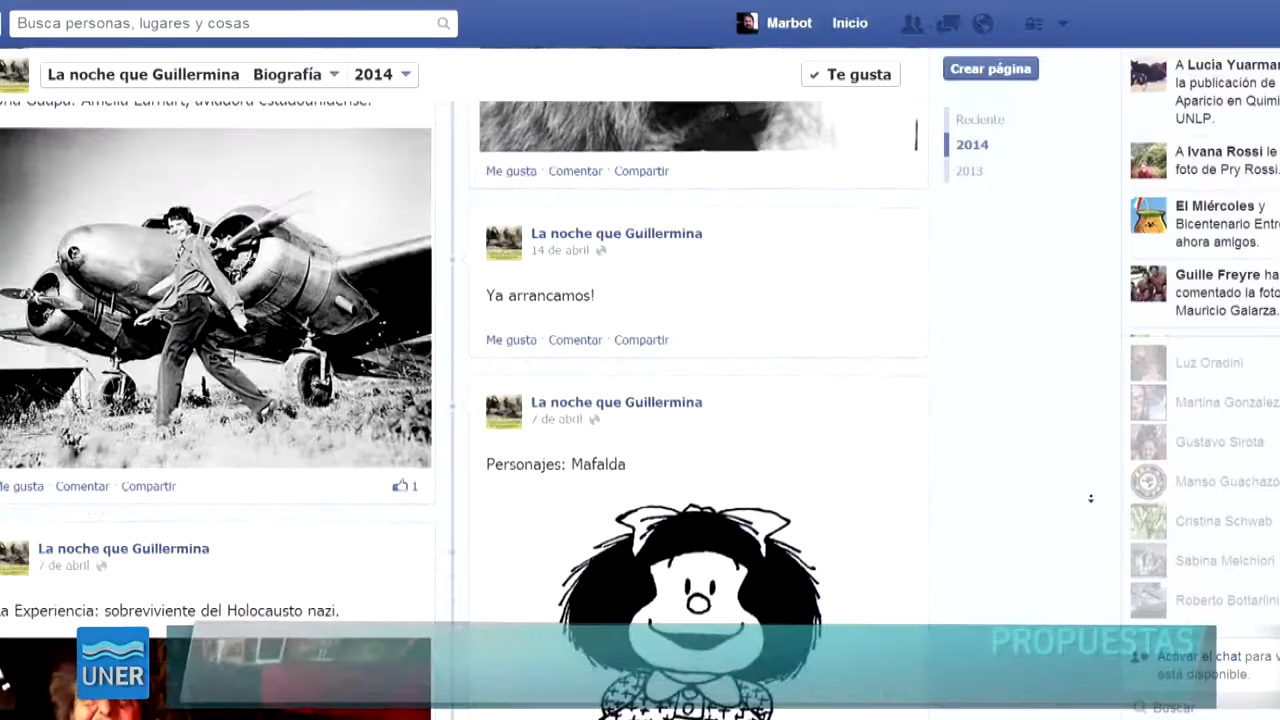 Busca personas, lugares y cosas
Marbot
Inicio
La noche que Guillermina
Biografía
2014
Te gusta
Crear página
Amelia Earhart, aviadora estadounidense.
Me gusta · Comentar · Compartir
La noche que Guillermina
14 de abril
Ya arrancamos!
Me gusta · Comentar · Compartir
La noche que Guillermina
7 de abril
Personajes: Mafalda
Me gusta · Comentar · Compartir
1
La noche que Guillermina
7 de abril
La Experiencia: sobreviviente del Holocausto nazi.
Reciente
2014
2013
A Lucia Yuarman
la publicación de
Aparicio en Quimi
UNLP.
A Ivana Rossi le
foto de Pry Rossi.
El Miércoles y
Bicentenario Entre
ahora amigos.
Guille Freyre ha
comentado la foto
Mauricio Galarza.
Luz Oradini
Martina Gonzalez
Gustavo Sirota
Manso Guachazo
Cristina Schwab
Sabina Melchiori
Roberto Bottarlini
Activar el chat para v
está disponible.
Buscar
UNER
PROPUESTAS